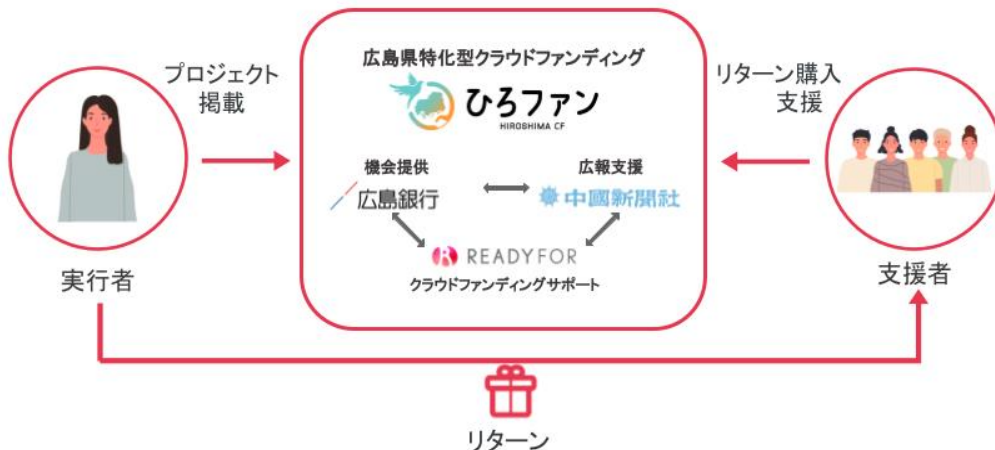 広島県特化型クラウドファンディング
ひろファン
HIROSHIMA CF
プロジェクト
掲載
リターン購入
支援
機会提供
広島銀行
広報支援
中國新聞社
READYFOR
クラウドファンディングサポート
実行者
支援者
リターン